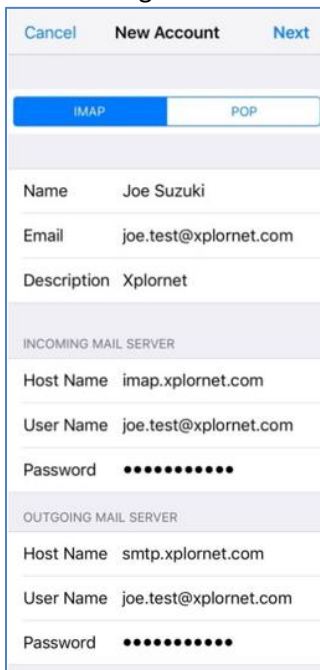 Cancel New Account Next
IMAP POP
Name Joe Suzuki
Email joe.test@xplornet.com
Description Xplornet
INCOMING MAIL SERVER
Host Name imap.xplornet.com
User Name joe.test@xplornet.com
Password ●●●●●●●●●●●
OUTGOING MAIL SERVER
Host Name smtp.xplornet.com
User Name joe.test@xplornet.com
Password ●●●●●●●●●●●